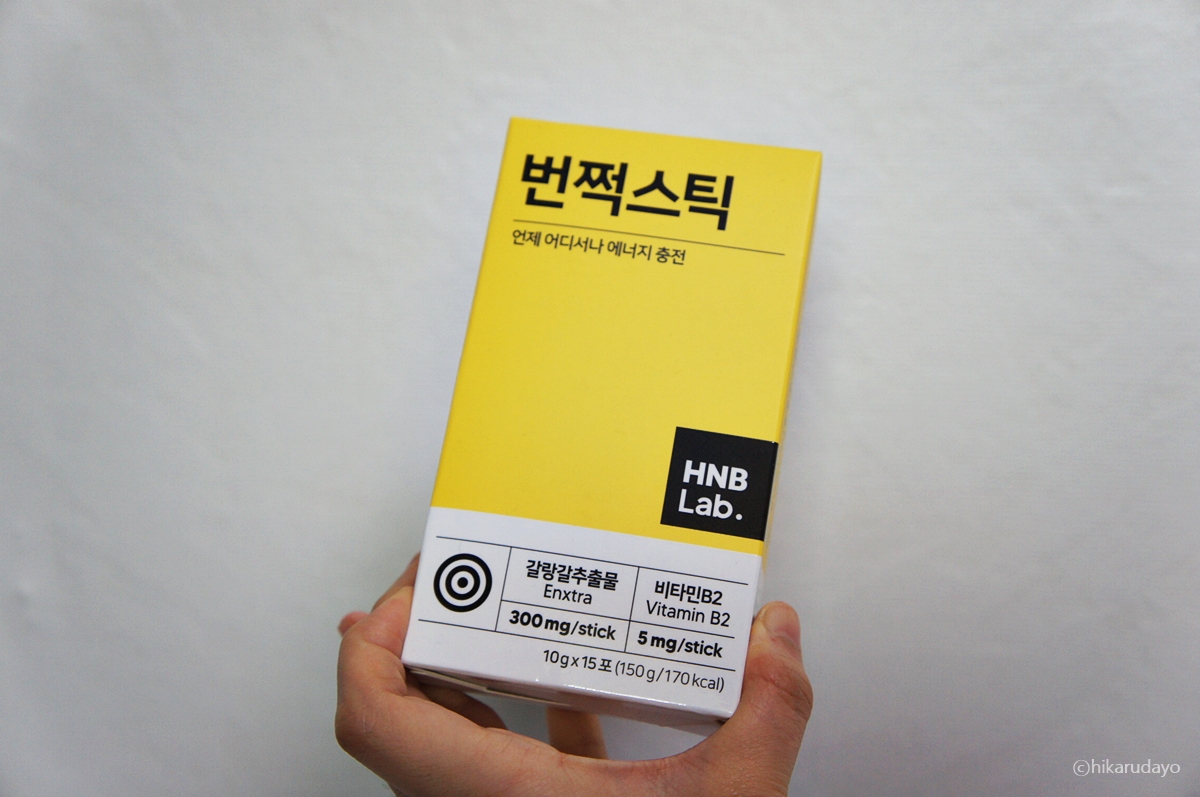 번쩍스틱
언제 어디서나 에너지 충전
HNB
Lab.
갈랑갈추출물
Enxtra
300mg/stick
비타민B2
Vitamin B2
5mg/stick
10g x 15포 (150g/170kcal)
©hikarudayo